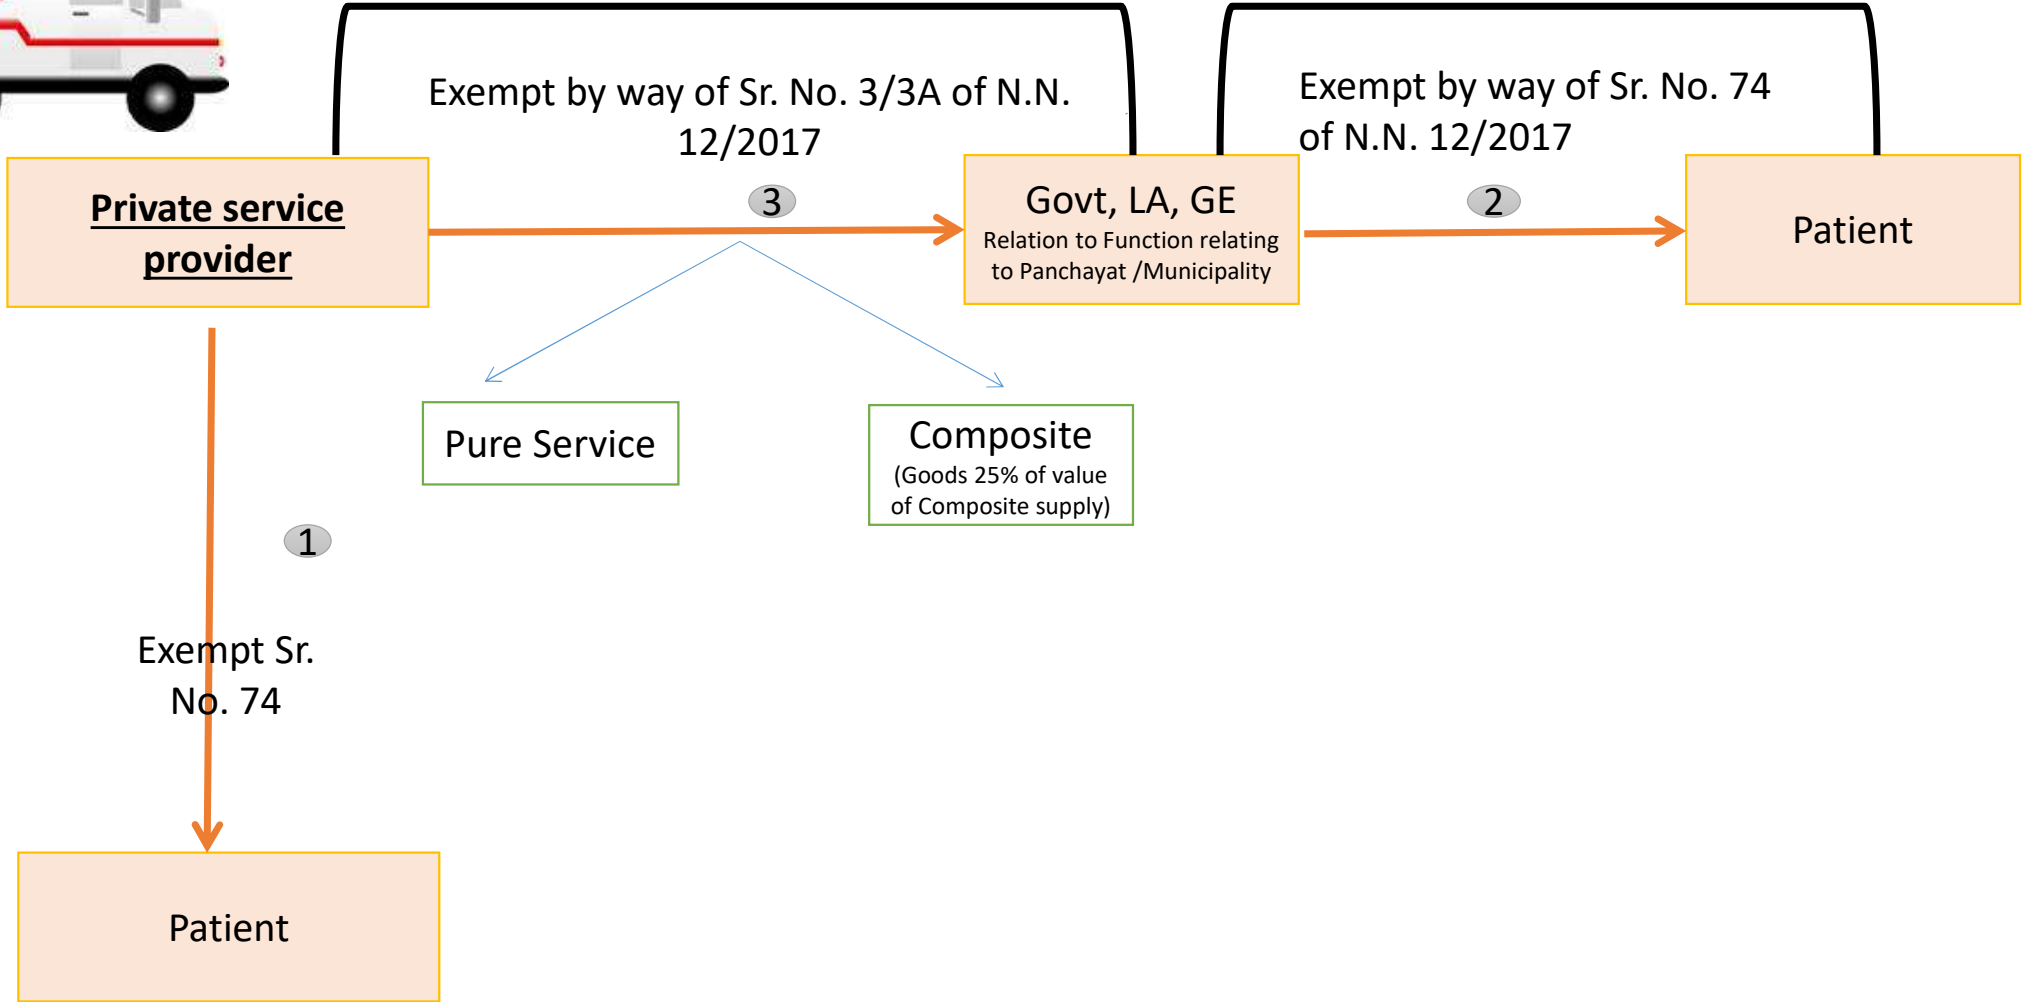 Exempt by way of Sr. No. 3/3A of N.N.
12/2017
Exempt by way of Sr. No. 74
of N.N. 12/2017
Private service
provider
3
Govt, LA, GE
Relation to Function relating
to Panchayat /Municipality
2
Patient
Pure Service
Composite
(Goods 25% of value
of Composite supply)
1
Exempt Sr.
No. 74
Patient